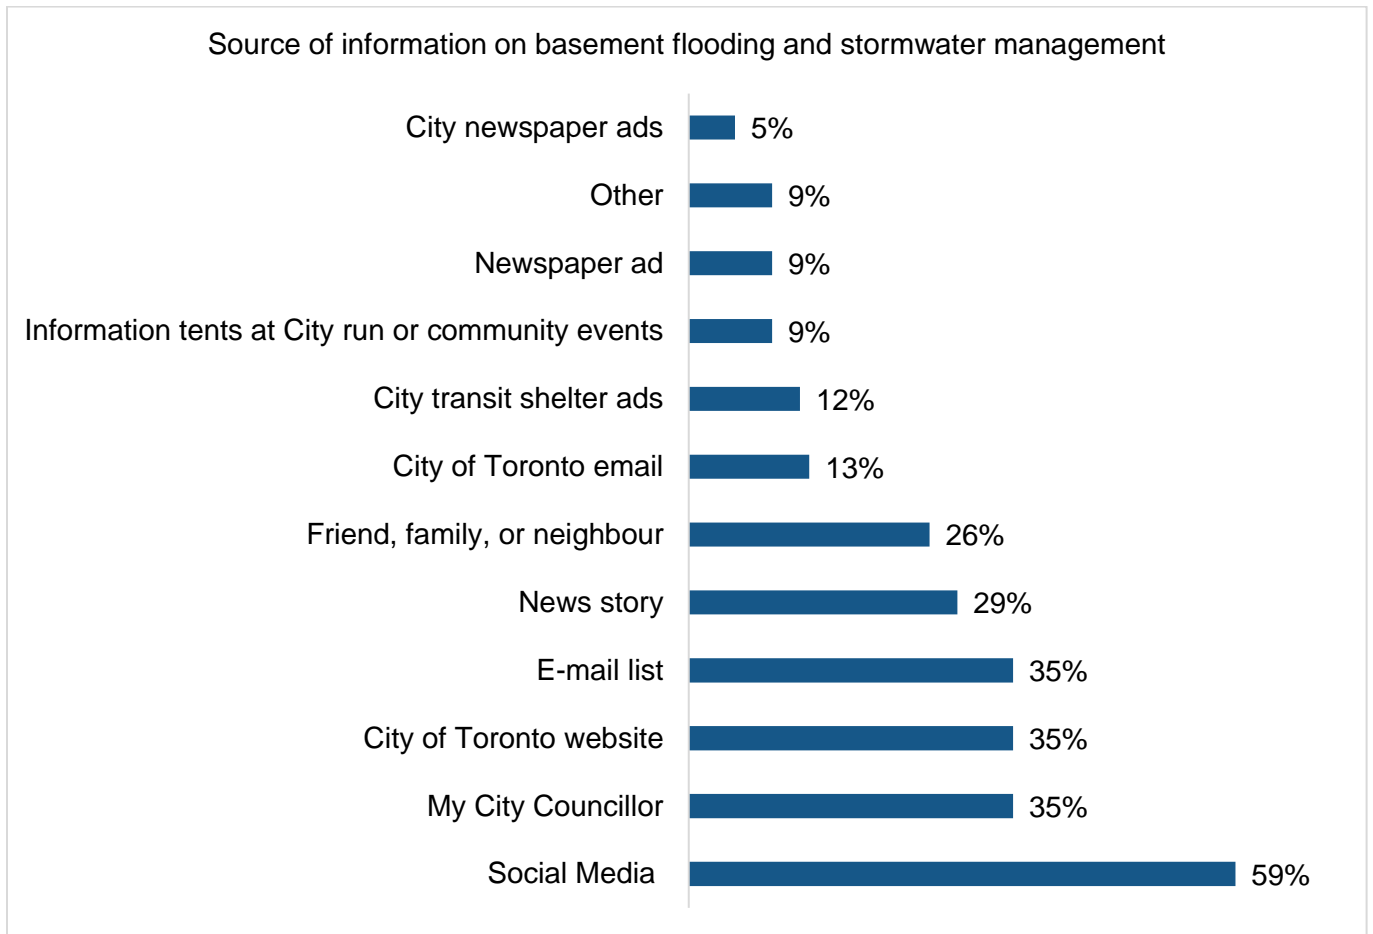 Source of information on basement flooding and stormwater management
City newspaper ads 5%
Other 9%
Newspaper ad 9%
Information tents at City run or community events 9%
City transit shelter ads 12%
City of Toronto email 13%
Friend, family, or neighbour 26%
News story 29%
E-mail list 35%
City of Toronto website 35%
My City Councillor 35%
Social Media 59%